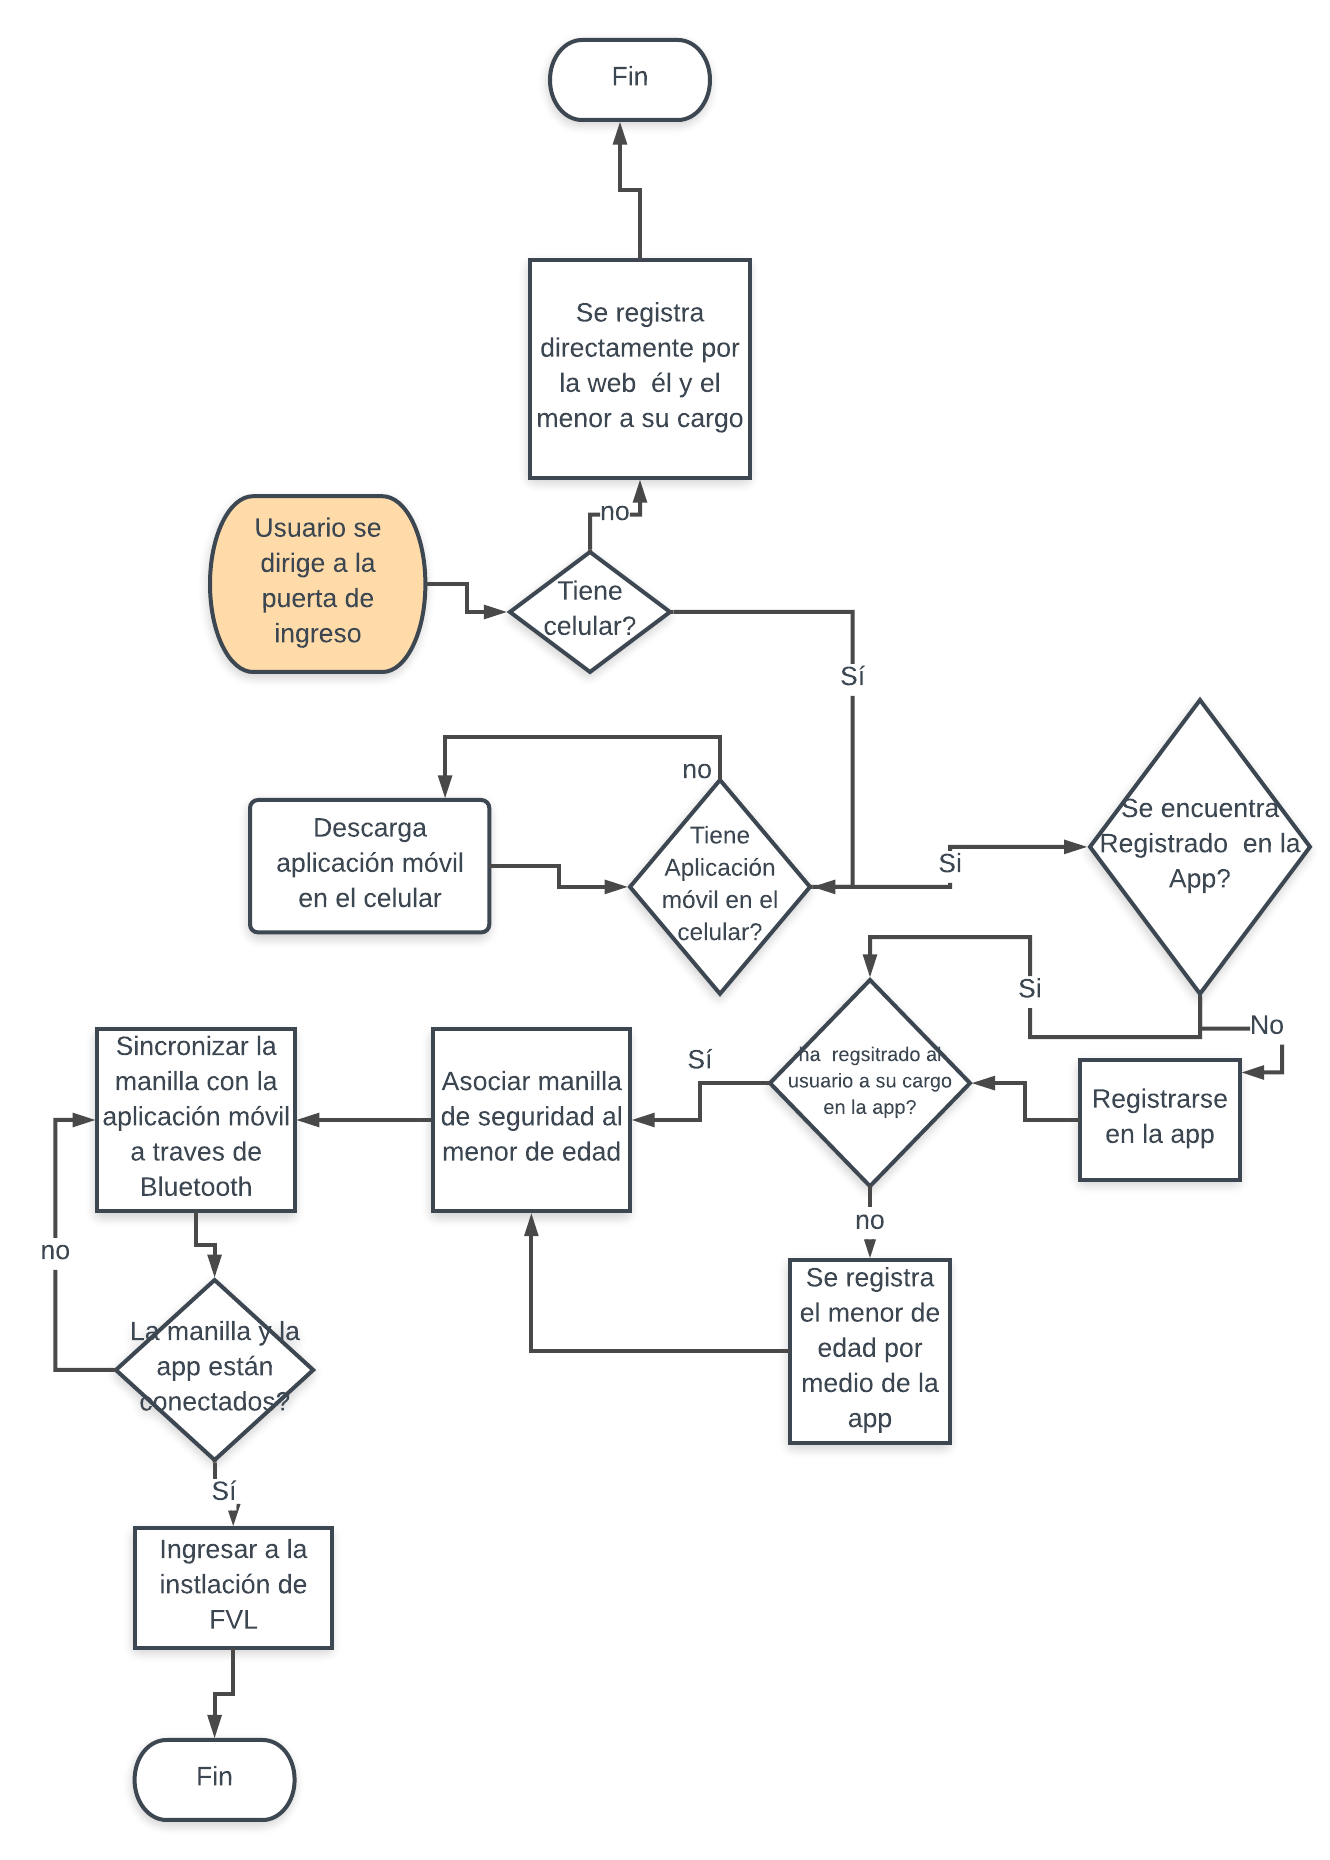 Fin
Se registra
directamente por
la web  él y el
menor a su cargo
no
Usuario se
dirige a la
puerta de
ingreso
Tiene
celular?
Sí
no
Descarga
aplicación móvil
en el celular
Tiene
Aplicación
móvil en el
celular?
Si
Se encuentra
Registrado  en la
App?
Si
No
Sincronizar la
manilla con la
aplicación móvil
a traves de
Bluetooth
Asociar manilla
de seguridad al
menor de edad
Sí
ha  regsitrado al
usuario a su cargo
en la app?
Registrarse
en la app
no
no
Se registra
el menor de
edad por
medio de la
app
La manilla y la
app están
conectados?
Sí
Ingresar a la
instlación de
FVL
Fin